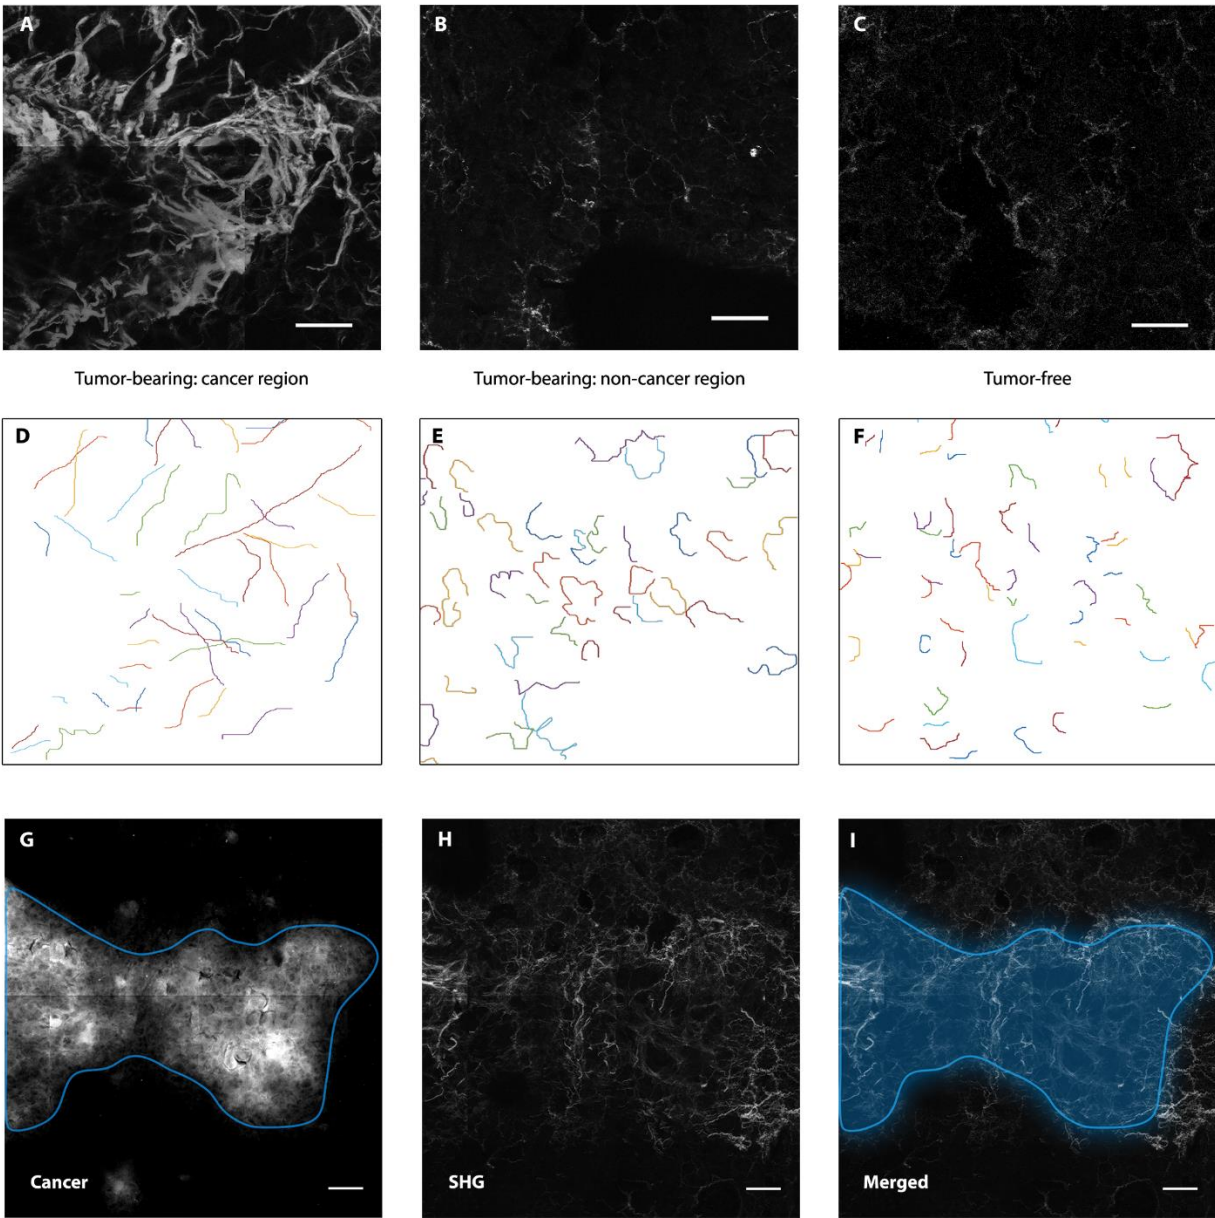 A
B
C
Tumor-bearing: cancer region
Tumor-bearing: non-cancer region
Tumor-free
D
E
F
G
H
I
Cancer
SHG
Merged